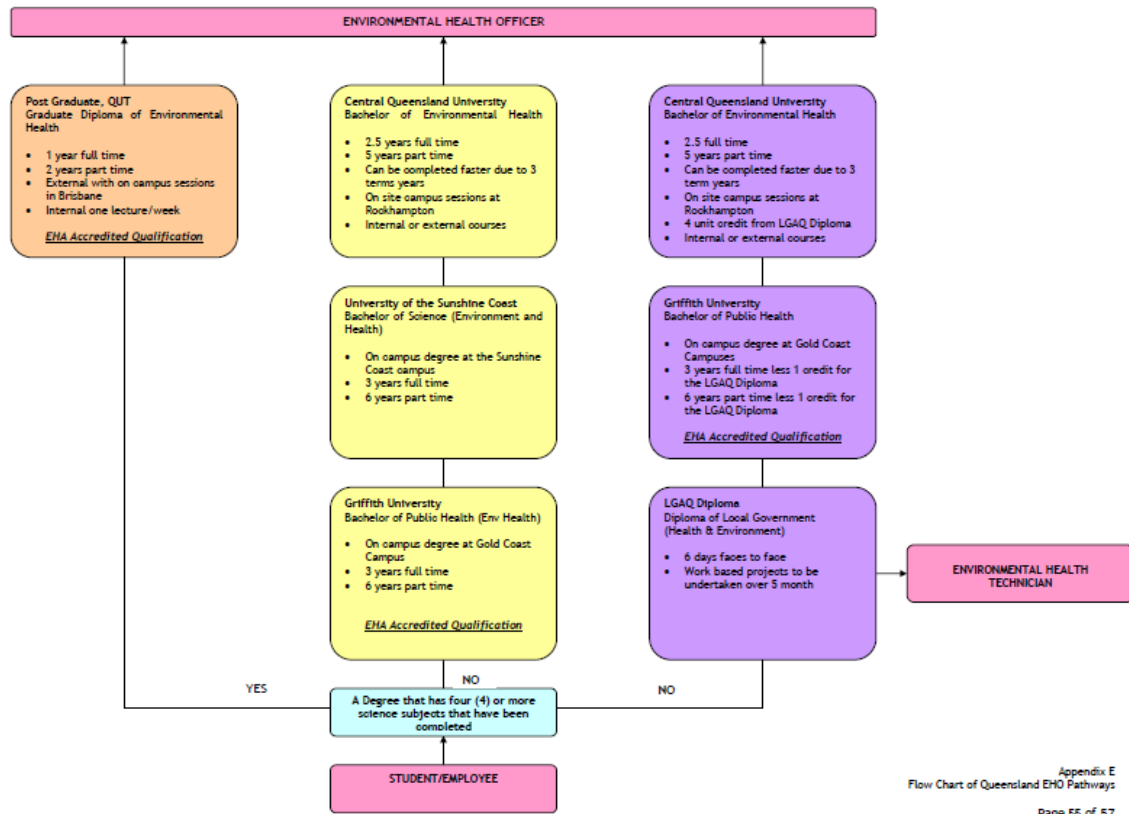 ENVIRONMENTAL HEALTH OFFICER
Post Graduate, QUT
Graduate Diploma of Environmental
Health
• 1 year full time
• 2 years part time
• External with on campus sessions
in Brisbane
• Internal one lecture/week
EHA Accredited Qualification
Central Queensland University
Bachelor of Environmental Health
• 2.5 years full time
• 5 years part time
• Can be completed faster due to 3
terms years
• On site campus sessions at
Rockhampton
• Internal or external courses
Central Queensland University
Bachelor of Environmental Health
• 2.5 full time
• 5 years part time
• Can be completed faster due to 3
term years
• On site campus sessions at
Rockhampton
• 4 unit credit from LGAQ Diploma
• Internal or external courses
University of the Sunshine Coast
Bachelor of Science (Environment and
Health)
• On campus degree at the Sunshine
Coast campus
• 3 years full time
• 6 years part time
Griffith University
Bachelor of Public Health
• On campus degree at Gold Coast
Campuses
• 3 years full time less 1 credit for
the LGAQ Diploma
• 6 years part time less 1 credit for
the LGAQ Diploma
EHA Accredited Qualification
Griffith University
Bachelor of Public Health (Env Health)
• On campus degree at Gold Coast
Campus
• 3 years full time
• 6 years part time
EHA Accredited Qualification
LGAQ Diploma
Diploma of Local Government
(Health & Environment)
• 6 days faces to face
• Work based projects to be
undertaken over 5 month
ENVIRONMENTAL HEALTH
TECHNICIAN
YES
NO
NO
A Degree that has four (4) or more
science subjects that have been
completed
STUDENT/EMPLOYEE
Appendix E
Flow Chart of Queensland EHO Pathways
Page 55 of 57